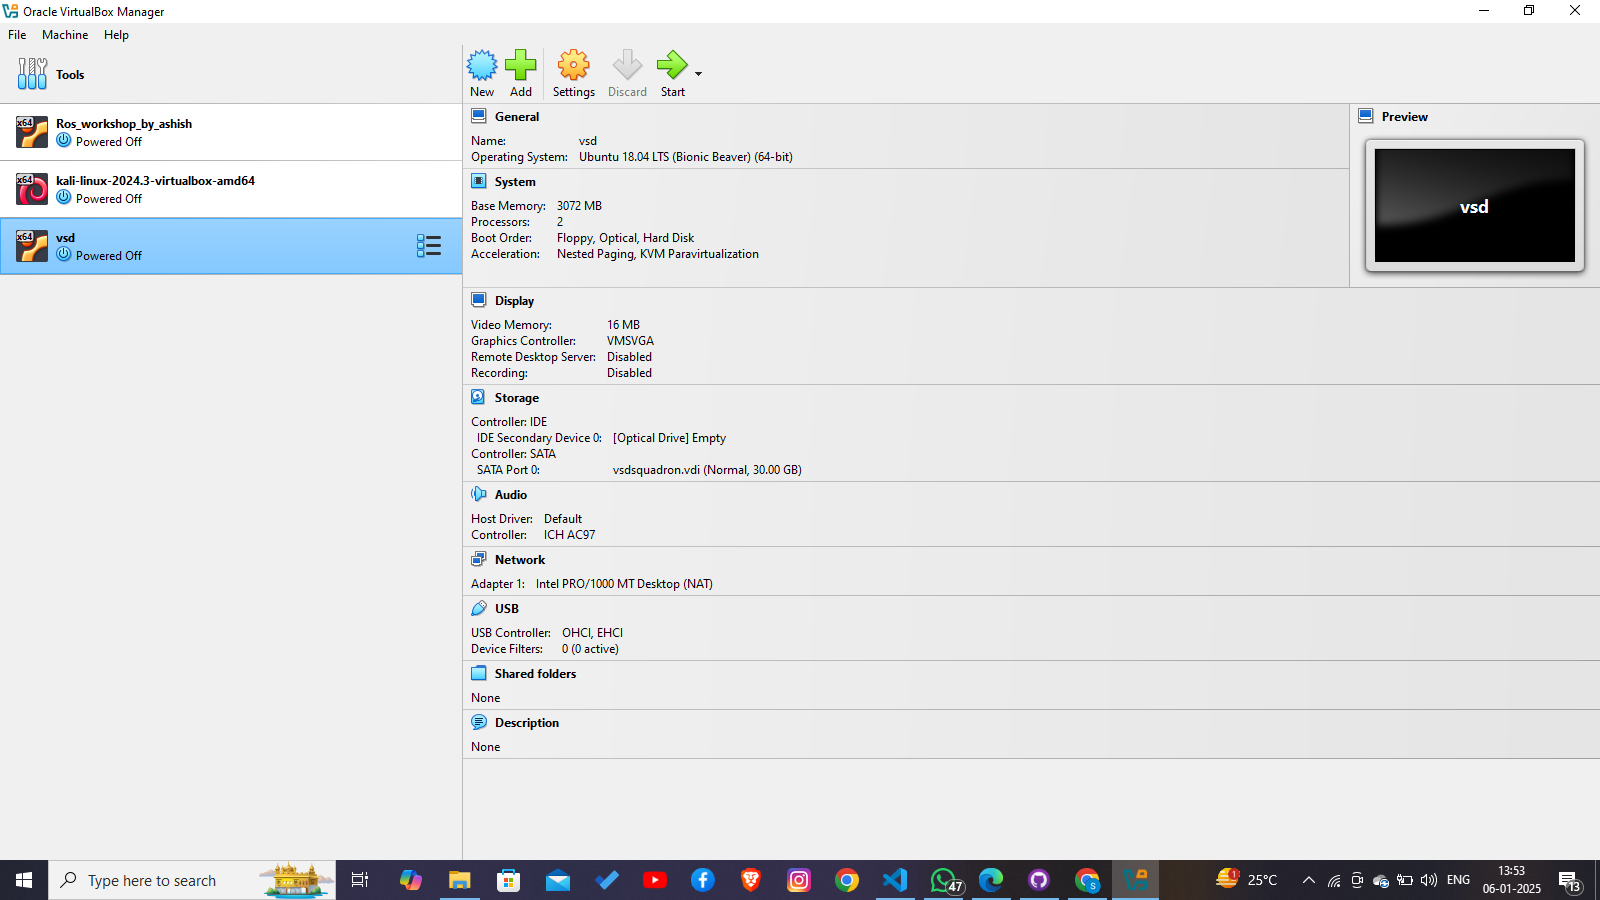 Oracle VirtualBox Manager
File Machine Help
Tools
New Add Settings Discard Start
x64 Ros_workshop_by_ashish
Powered Off
x64 kali-linux-2024.3-virtualbox-amd64
Powered Off
x64 vsd
Powered Off
General
Name: vsd
Operating System: Ubuntu 18.04 LTS (Bionic Beaver) (64-bit)
Preview
vsd
System
Base Memory: 3072 MB
Processors: 2
Boot Order: Floppy, Optical, Hard Disk
Acceleration: Nested Paging, KVM Paravirtualization
Display
Video Memory: 16 MB
Graphics Controller: VMSVGA
Remote Desktop Server: Disabled
Recording: Disabled
Storage
Controller: IDE
IDE Secondary Device 0: [Optical Drive] Empty
Controller: SATA
SATA Port 0: vsdsquadron.vdi (Normal, 30.00 GB)
Audio
Host Driver: Default
Controller: ICH AC97
Network
Adapter 1: Intel PRO/1000 MT Desktop (NAT)
USB
USB Controller: OHCI, EHCI
Device Filters: 0 (0 active)
Shared folders
None
Description
None
Type here to search
47
S
1
25°C
ENG
13:53
06-01-2025
13